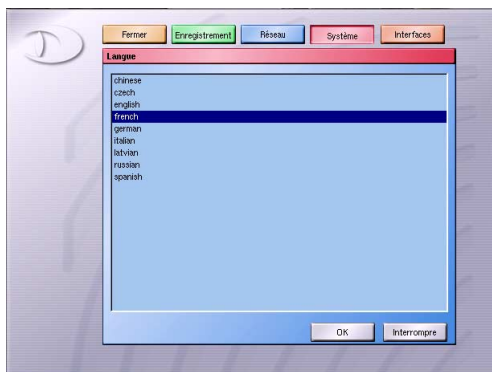 Fermer Enregistrement Réseau Système Interfaces
Langue
chinese
czech
english
french
german
italian
latvian
russian
spanish
OK Interrompre